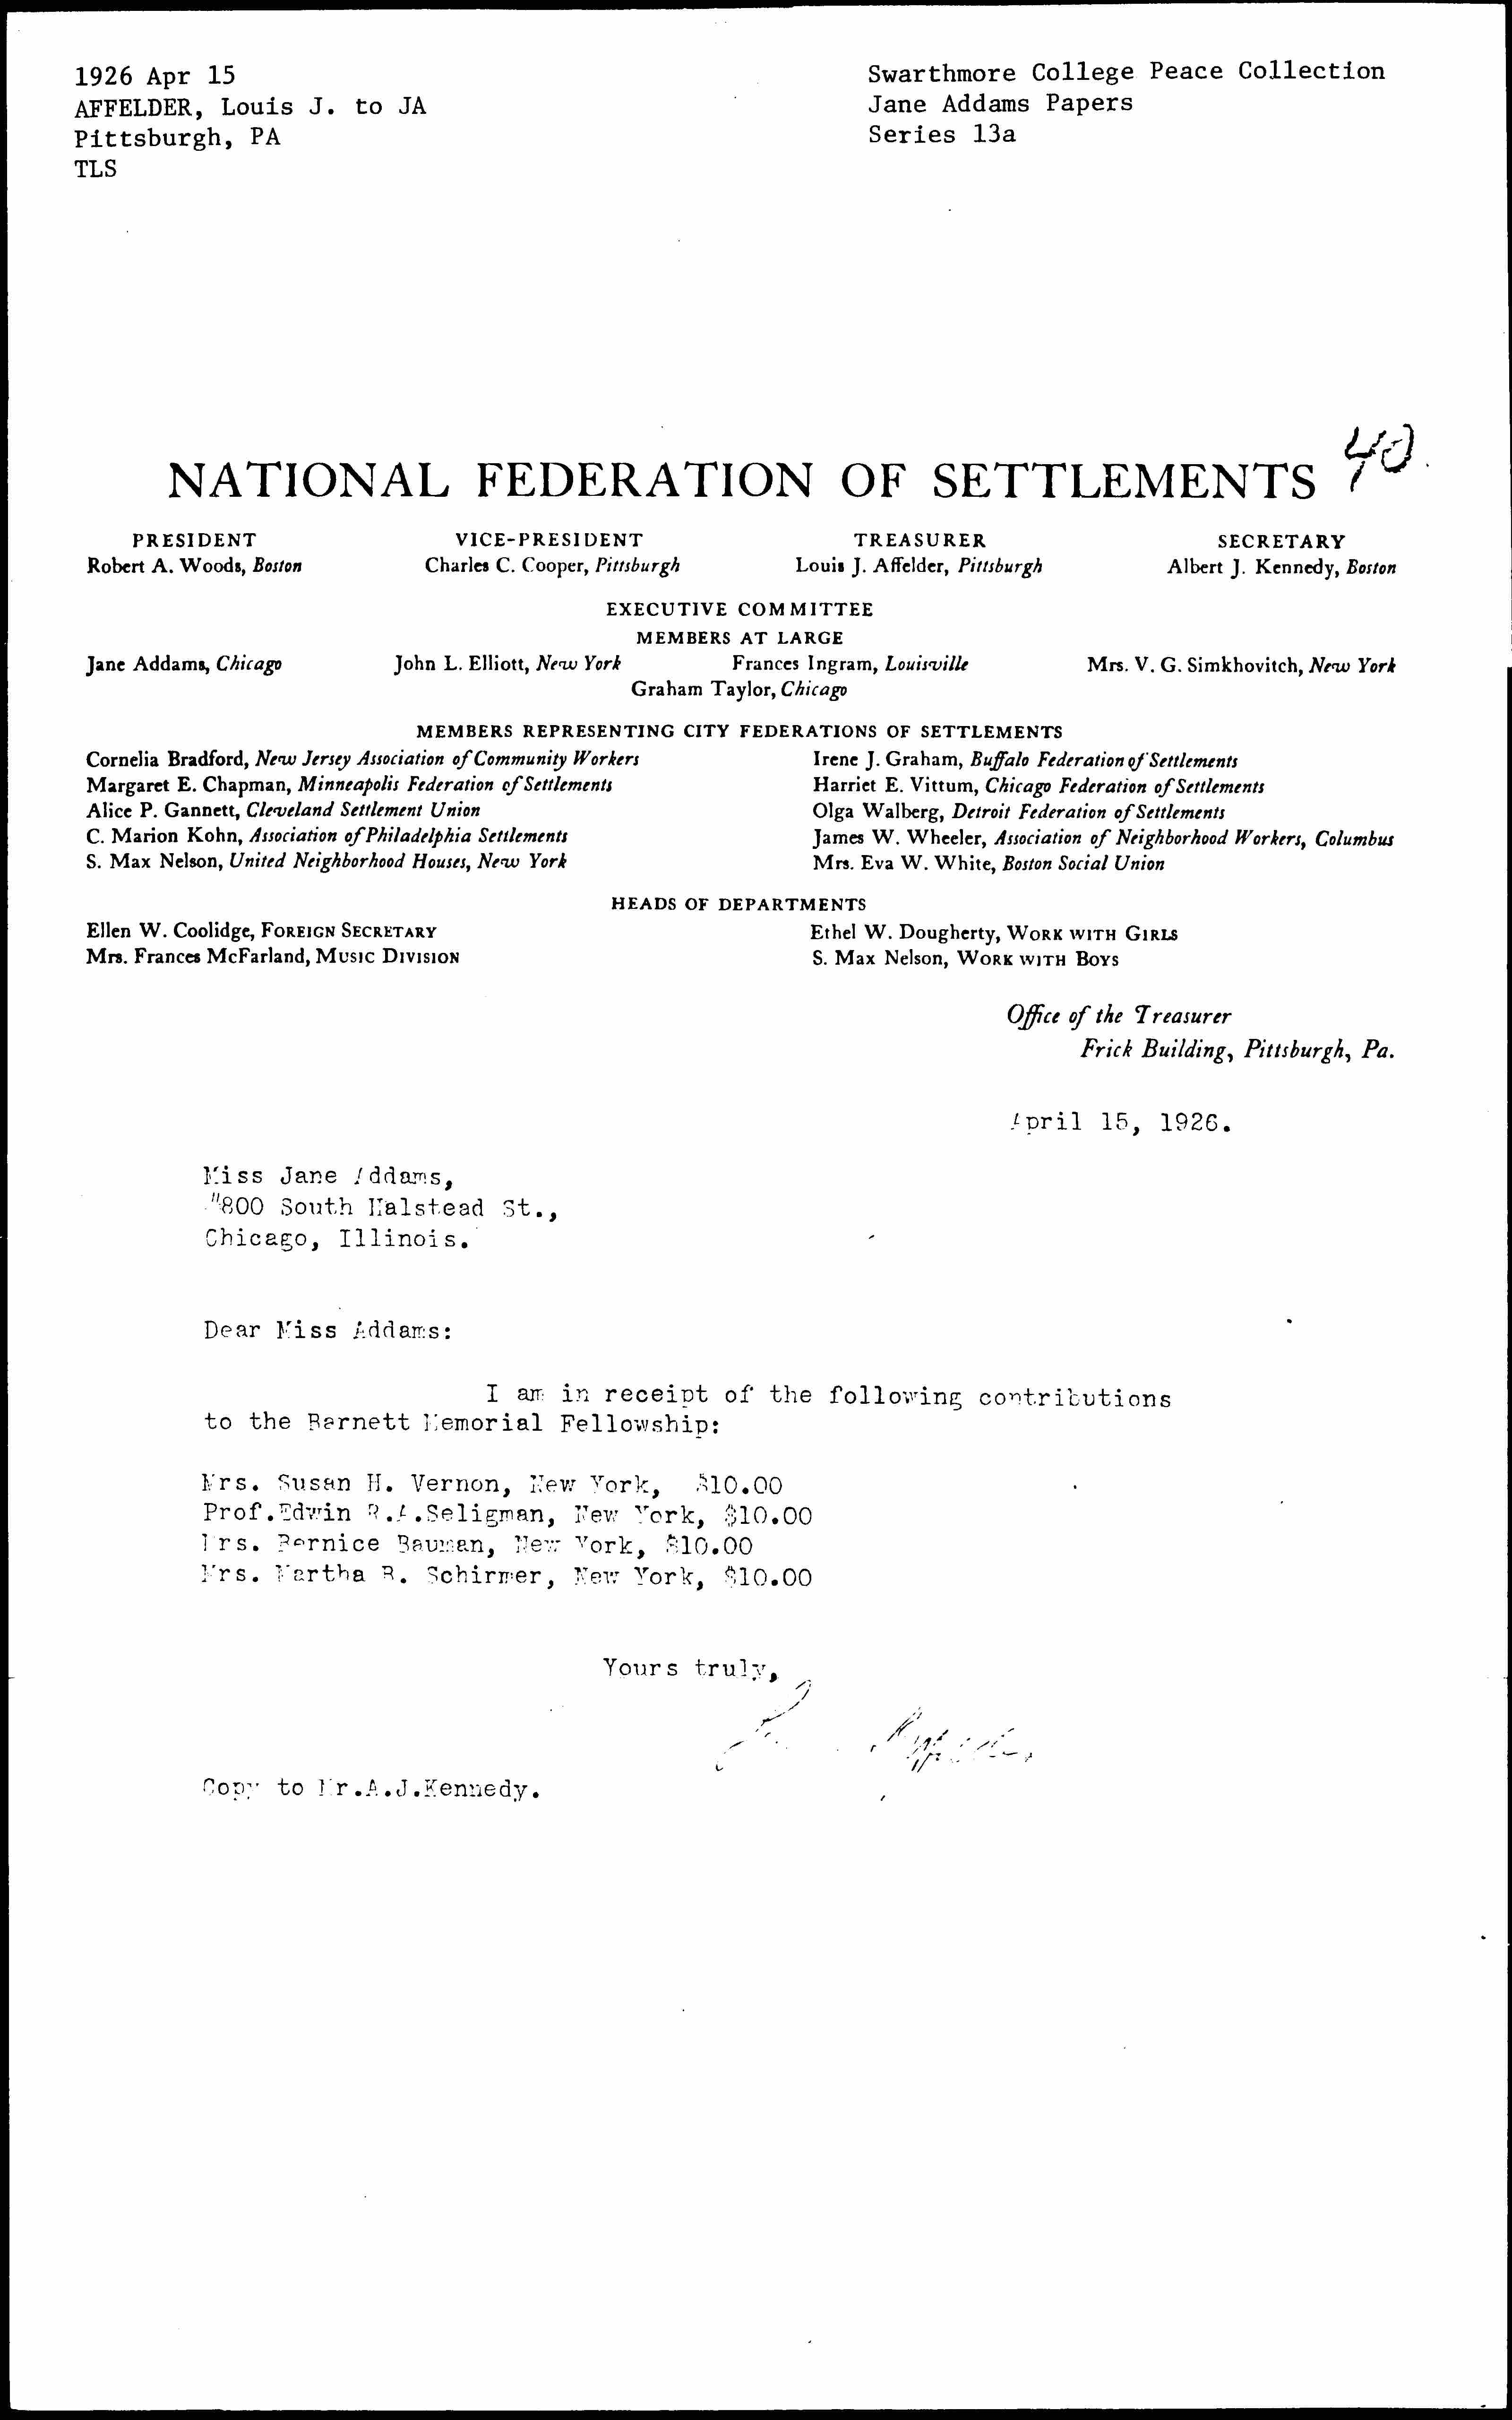 1926 Apr 15
AFFELDER, Louis J. to JA
Pittsburgh, PA
TLS
Swarthmore College Peace Collection
Jane Addams Papers
Series 13a
40
NATIONAL FEDERATION OF SETTLEMENTS
PRESIDENT VICE-PRESIDENT TREASURER SECRETARY
Robert A. Woods, Boston Charles C. Cooper, Pittsburgh Louis J. Affelder, Pittsburgh Albert J. Kennedy, Boston
EXECUTIVE COMMITTEE
MEMBERS AT LARGE
Jane Addams, Chicago John L. Elliott, New York Frances Ingram, Louisville Mrs. V. G. Simkhovitch, New York
Graham Taylor, Chicago
MEMBERS REPRESENTING CITY FEDERATIONS OF SETTLEMENTS
Cornelia Bradford, New Jersey Association of Community Workers
Margaret E. Chapman, Minneapolis Federation of Settlements
Alice P. Gannett, Cleveland Settlement Union
C. Marion Kohn, Association of Philadelphia Settlements
S. Max Nelson, United Neighborhood Houses, New York
Irene J. Graham, Buffalo Federation of Settlements
Harriet E. Vittum, Chicago Federation of Settlements
Olga Walberg, Detroit Federation of Settlements
James W. Wheeler, Association of Neighborhood Workers, Columbus
Mrs. Eva W. White, Boston Social Union
HEADS OF DEPARTMENTS
Ellen W. Coolidge, FOREIGN SECRETARY
Mrs. Frances McFarland, MUSIC DIVISION
Ethel W. Dougherty, WORK WITH GIRLS
S. Max Nelson, WORK WITH BOYS
Office of the Treasurer
Frick Building, Pittsburgh, Pa.
April 15, 1926.
Miss Jane Addams,
"800 South Halstead St.,
Chicago, Illinois.
Dear Miss Addams:
I am in receipt of the following contributions
to the Barnett Memorial Fellowship:
Mrs. Susan H. Vernon, New York, $10.00
Prof.Edwin R.A.Seligman, New York, $10.00
Mrs. Bernice Bauman, New York, $10.00
Mrs. Martha B. Schirmer, New York, $10.00
Yours truly,
Copy to Mr.A.J.Kennedy.